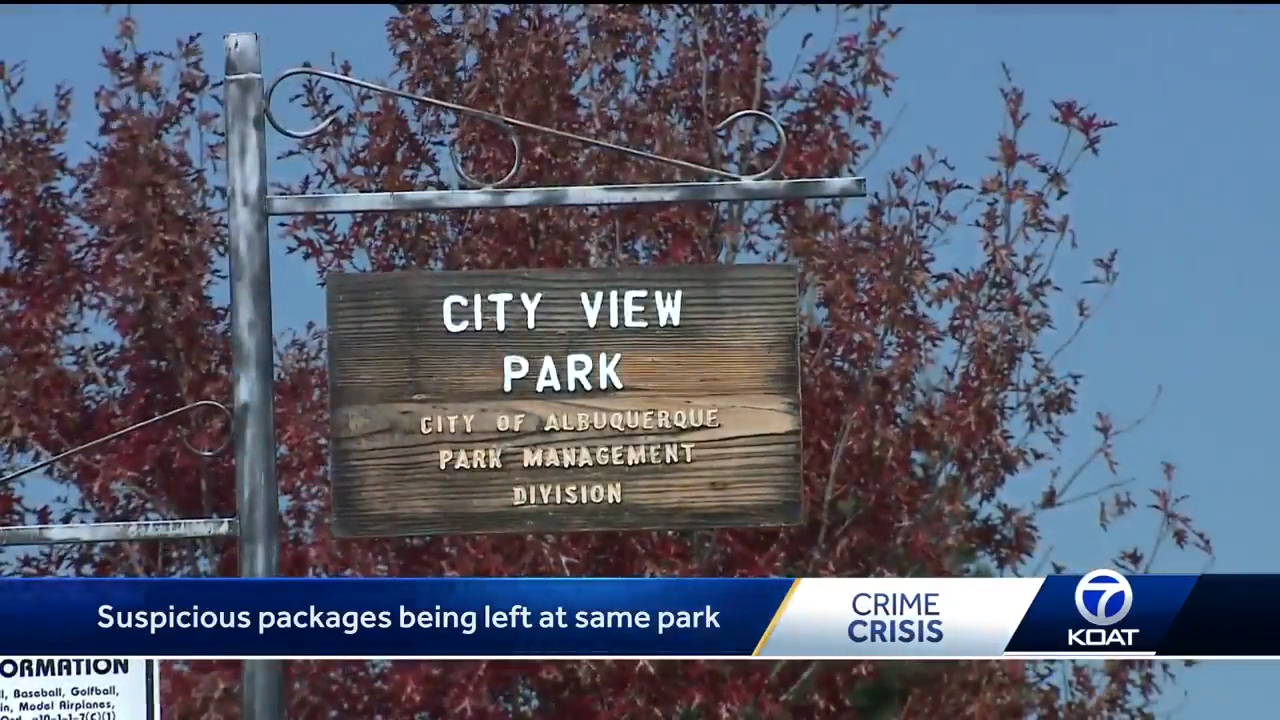 CITY VIEW
PARK
CITY OF ALBUQUERQUE
PARK MANAGEMENT
DIVISION
Suspicious packages being left at same park
CRIME
CRISIS
7
KOAT
ORMATION
l, Baseball, Golfball,
in, Model Airplanes,